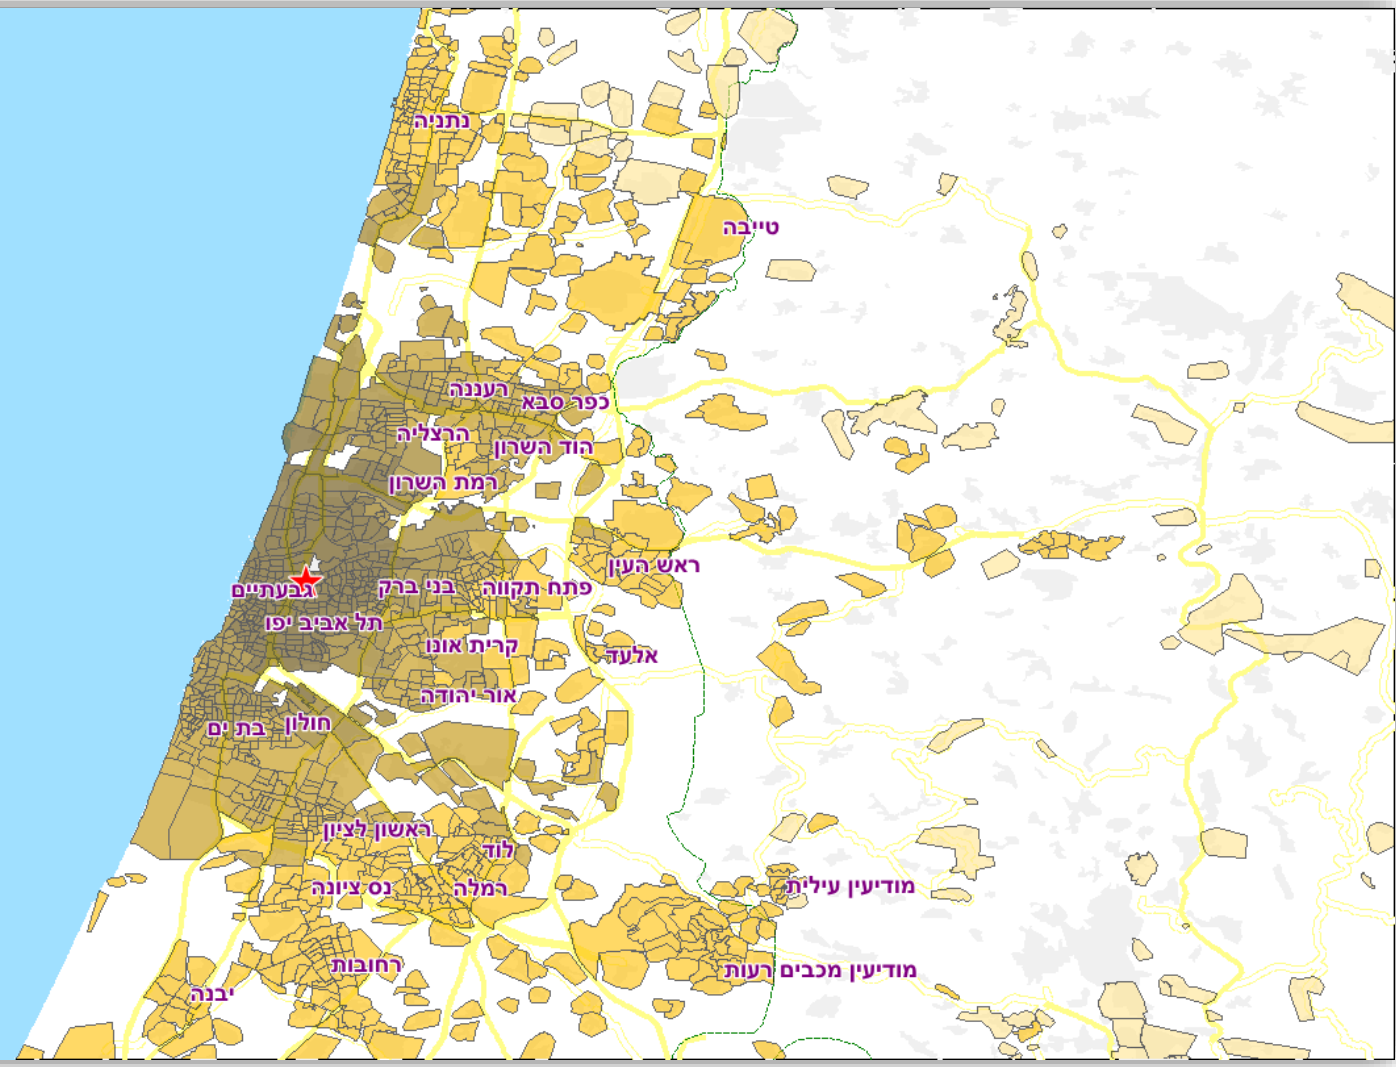 נתניה
טייבה
רעננה
כפר סבא
הרצליה
הוד השרון
רמת השרון
ראש העין
גבעתיים
בני ברק
פתח תקווה
תל אביב יפו
קרית אונו
אלעד
אור יהודה
בת ים
חולון
ראשון לציון
לוד
נס ציונה
רמלה
מודיעין עילית
רחובות
מודיעין מכבים רעות
יבנה